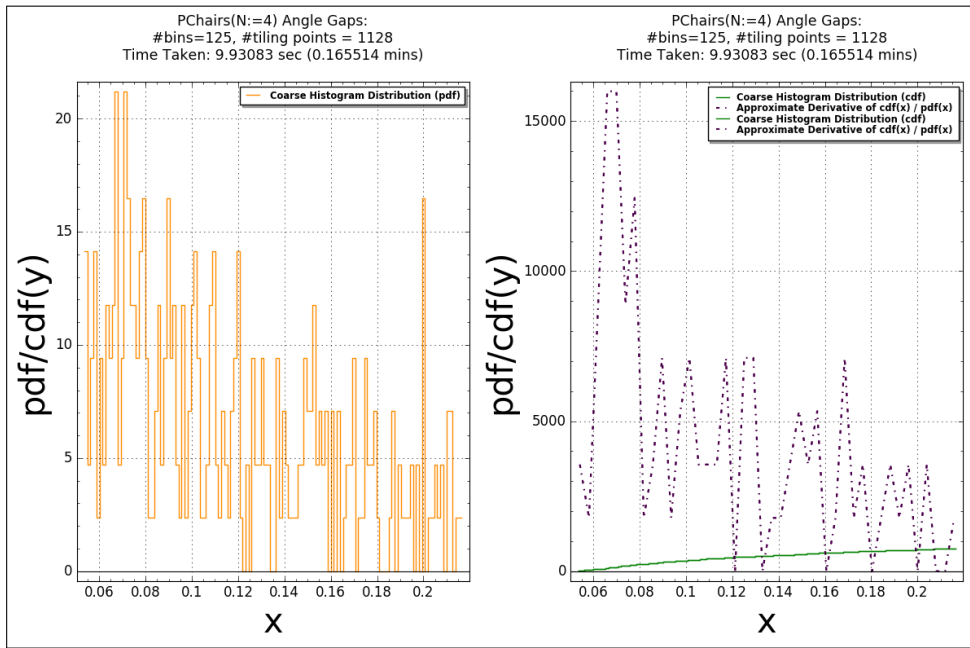 PChairs(N:=4) Angle Gaps:
#bins=125, #tiling points = 1128
Time Taken: 9.93083 sec (0.165514 mins)
Coarse Histogram Distribution (pdf)
20
15
10
5
0
0.06 0.08 0.1 0.12 0.14 0.16 0.18 0.2
pdf/cdf(y)
x
PChairs(N:=4) Angle Gaps:
#bins=125, #tiling points = 1128
Time Taken: 9.93083 sec (0.165514 mins)
Coarse Histogram Distribution (cdf)
Approximate Derivative of cdf(x) / pdf(x)
Coarse Histogram Distribution (cdf)
Approximate Derivative of cdf(x) / pdf(x)
15000
10000
5000
0
0.06 0.08 0.1 0.12 0.14 0.16 0.18 0.2
pdf/cdf(y)
x